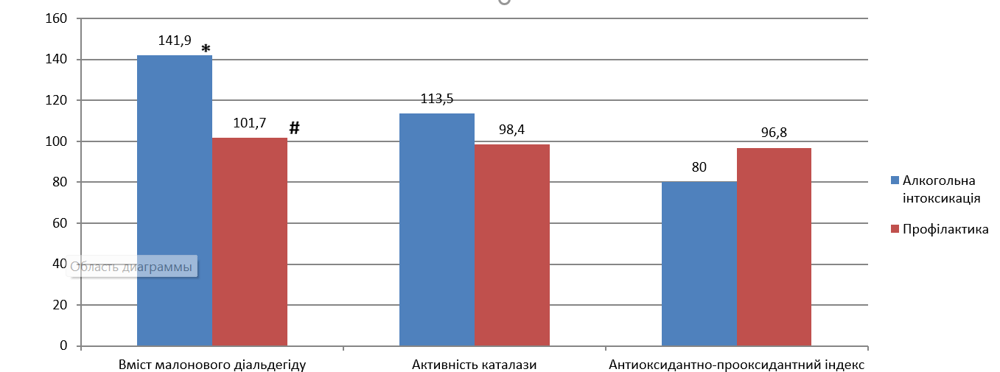 160
140
120
100
80
60
40
20
0
141,9
*
101,7
#
113,5
98,4
80
96,8
Вміст малонового діальдегіду
Активність каталази
Антиоксидантно-прооксидантний індекс
Алкогольна
інтоксикація
Профілактика
Область диаграммы